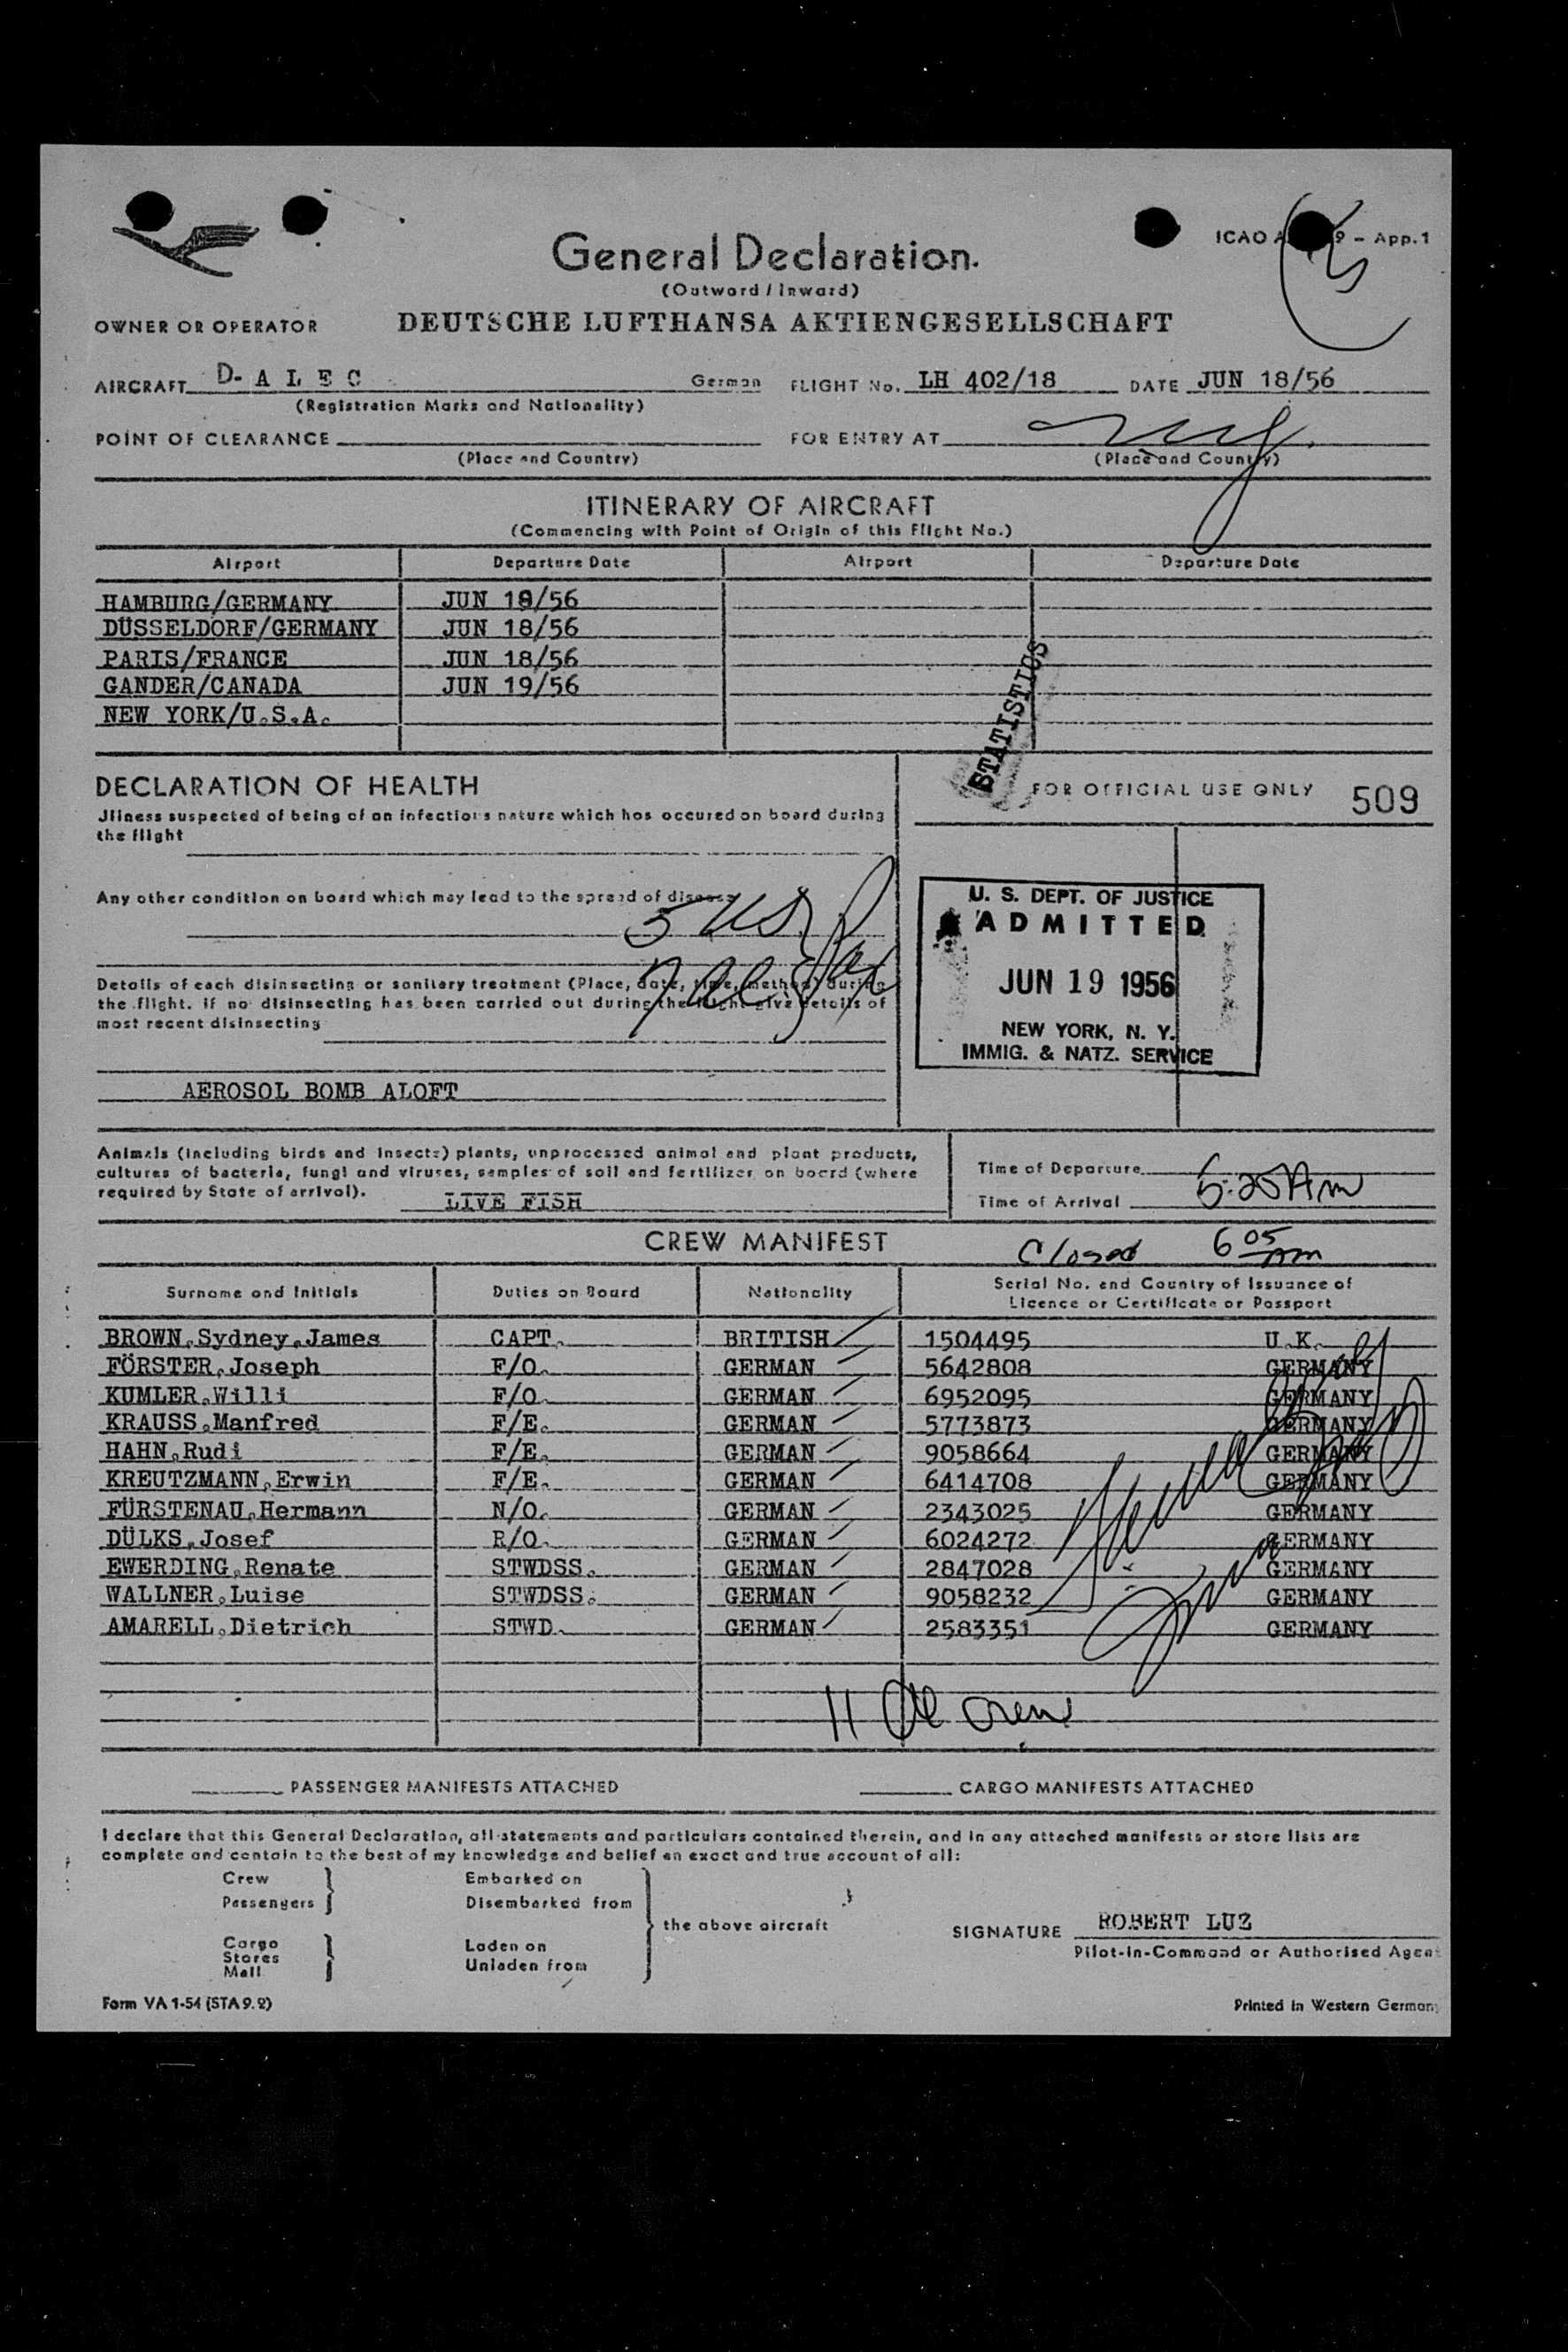 ICAO A 9 – App.1
General Declaration.
(Outward / Inward)
OWNER OR OPERATOR DEUTSCHE LUFTHANSA AKTIENGESELLSCHAFT
AIRCRAFT D- A L E C German FLIGHT No. LH 402/18 DATE JUN 18/56
(Registration Marks and Nationality)
POINT OF CLEARANCE FOR ENTRY AT
(Place and Country) (Place and Country)
ITINERARY OF AIRCRAFT
(Commencing with Point of Origin of this Flight No.)
Airport Departure Date Airport Departure Date
HAMBURG/GERMANY JUN 18/56
DÜSSELDORF/GERMANY JUN 18/56
PARIS/FRANCE JUN 18/56
GANDER/CANADA JUN 19/56
NEW YORK/U.S.A.
STATISTICS
DECLARATION OF HEALTH
FOR OFFICIAL USE ONLY 509
Jllness suspected of being of an infectious nature which has occured on board during
the flight
Any other condition on board which may lead to the spread of disease
5 US
Details of each disinsecting or sanitary treatment (Place, date, time, method) during
the flight. if no disinsecting has been carried out during the flight give details of
most recent disinsecting
AEROSOL BOMB ALOFT
U. S. DEPT. OF JUSTICE
ADMITTED
JUN 19 1956
NEW YORK, N. Y.
IMMIG. & NATZ. SERVICE
Animals (including birds and insects) plants, unprocessed animal and plant products,
cultures of bacteria, fungi and viruses, samples of soil and fertilizer on board (where
required by State of arrival). LIVE FISH
Time of Departure
Time of Arrival 5:25 Am
CREW MANIFEST
Closed 6 05 Am
Surname and Initials Duties on Board Nationality Serial No. and Country of Issuance of
Licence or Certificate or Passport
BROWN,Sydney,James CAPT. BRITISH 1504495 U.K.
FÖRSTER,Joseph F/O. GERMAN 5642808 GERMANY
KUMLER,Willi F/O. GERMAN 6952095 GERMANY
KRAUSS,Manfred F/E. GERMAN 5773873 GERMANY
HAHN,Rudi F/E. GERMAN 9058664 GERMANY
KREUTZMANN,Erwin F/E. GERMAN 6414708 GERMANY
FÜRSTENAU,Hermann N/O. GERMAN 2343025 GERMANY
DÜLKS,Josef R/O. GERMAN 6024272 GERMANY
EWERDING,Renate STWDSS. GERMAN 2847028 GERMANY
WALLNER,Luise STWDSS. GERMAN 9058232 GERMANY
AMARELL,Dietrich STWD. GERMAN 2583351 GERMANY
11 Crew
PASSENGER MANIFESTS ATTACHED CARGO MANIFESTS ATTACHED
I declare that this General Declaration, all statements and particulars contained therein, and in any attached manifests or store lists are
complete and contain to the best of my knowledge and belief an exact and true account of all:
Crew Embarked on
Passengers Disembarked from
the above aircraft
Cargo Laden on
Stores
Mail Unladen from
SIGNATURE ROBERT LUZ
Pilot-in-Command or Authorised Agen
Form VA 1-54 (STA 9.2) Printed in Western German